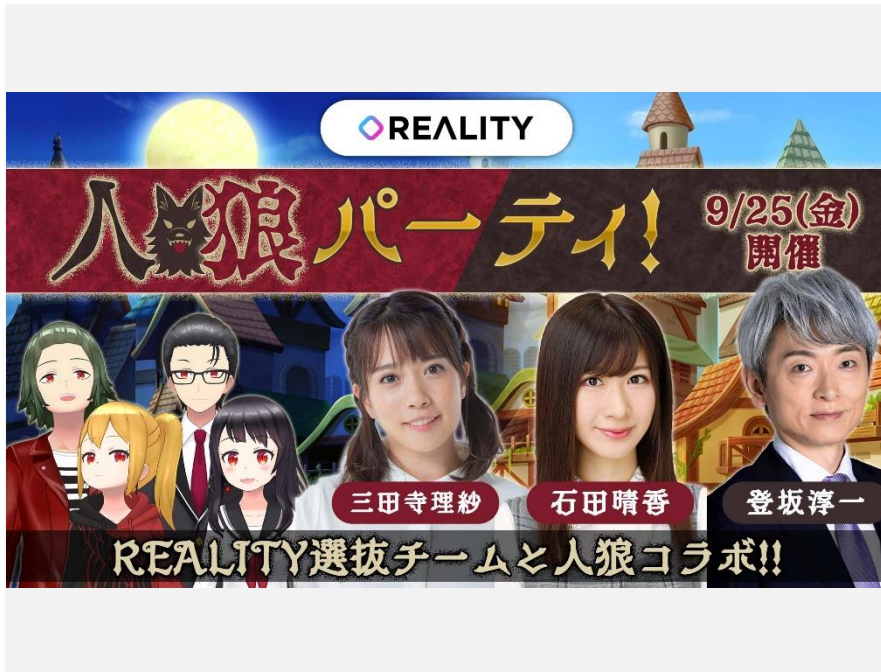 REALITY
人狼パーティ!
9/25(金)
開催
三田寺理紗
石田晴香
登坂淳一
REALITY選抜チームと人狼コラボ!!